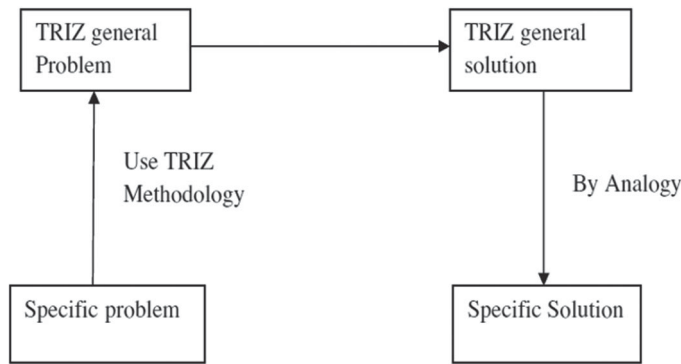 TRIZ general
Problem
TRIZ general
solution
Use TRIZ
Methodology
By Analogy
Specific problem
Specific Solution